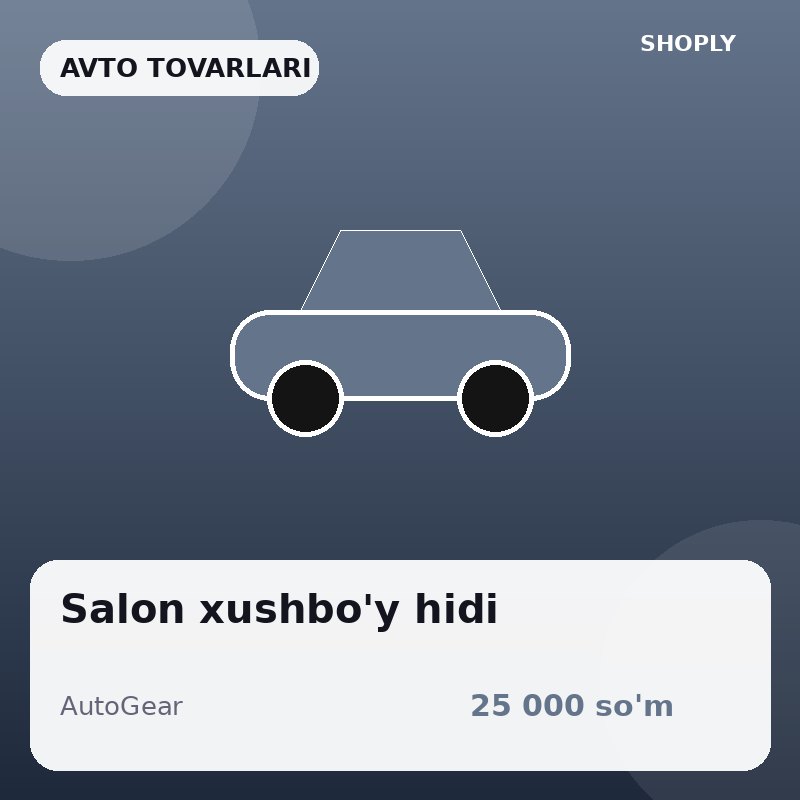 AVTO TOVARLARI
SHOPLY
Salon xushbo'y hidi
AutoGear
25 000 so'm